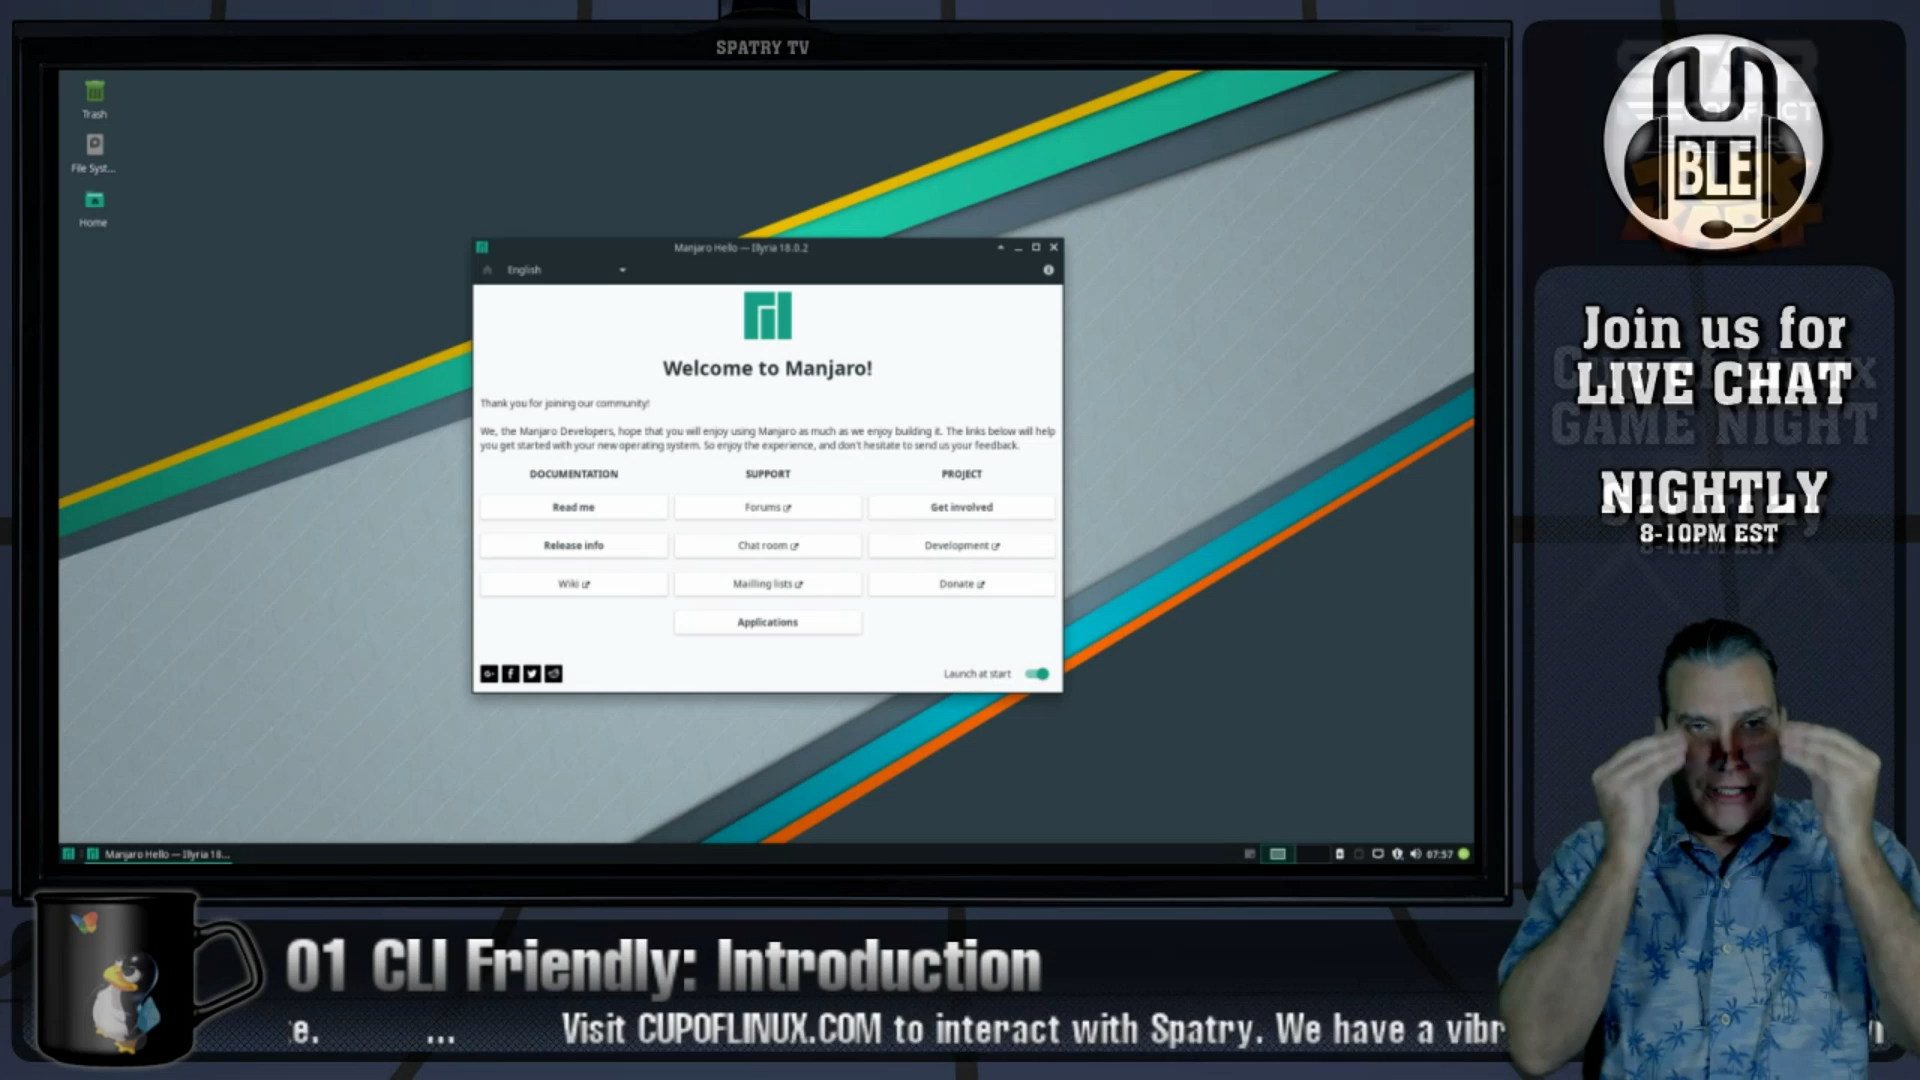 SPATRY TV
Trash
File Syst...
Home
Manjaro Hello — Illyria 18.0.2
English
Welcome to Manjaro!
Thank you for joining our community!
We, the Manjaro Developers, hope that you will enjoy using Manjaro as much as we enjoy building it. The links below will help
you get started with your new operating system. So enjoy the experience, and don't hesitate to send us your feedback.
DOCUMENTATION
SUPPORT
PROJECT
Read me
Forums
Get involved
Release info
Chat room
Development
Wiki
Mailling lists
Donate
Applications
Launch at start
Manjaro Hello — Illyria 18...
07:57
BLE
Join us for
LIVE CHAT
GAME NIGHT
NIGHTLY
8-10PM EST
01 CLI Friendly: Introduction
e. ... Visit CUPOFLINUX.COM to interact with Spatry. We have a vibr